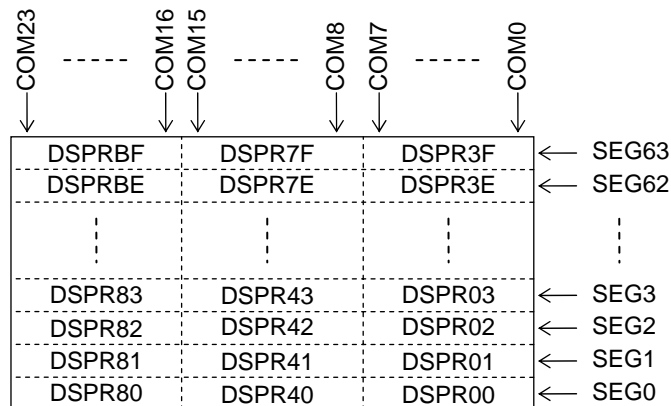 COM23 COM16 COM15 COM8 COM7 COM0
DSPRBF DSPR7F DSPR3F SEG63
DSPRBE DSPR7E DSPR3E SEG62
DSPR83 DSPR43 DSPR03 SEG3
DSPR82 DSPR42 DSPR02 SEG2
DSPR81 DSPR41 DSPR01 SEG1
DSPR80 DSPR40 DSPR00 SEG0